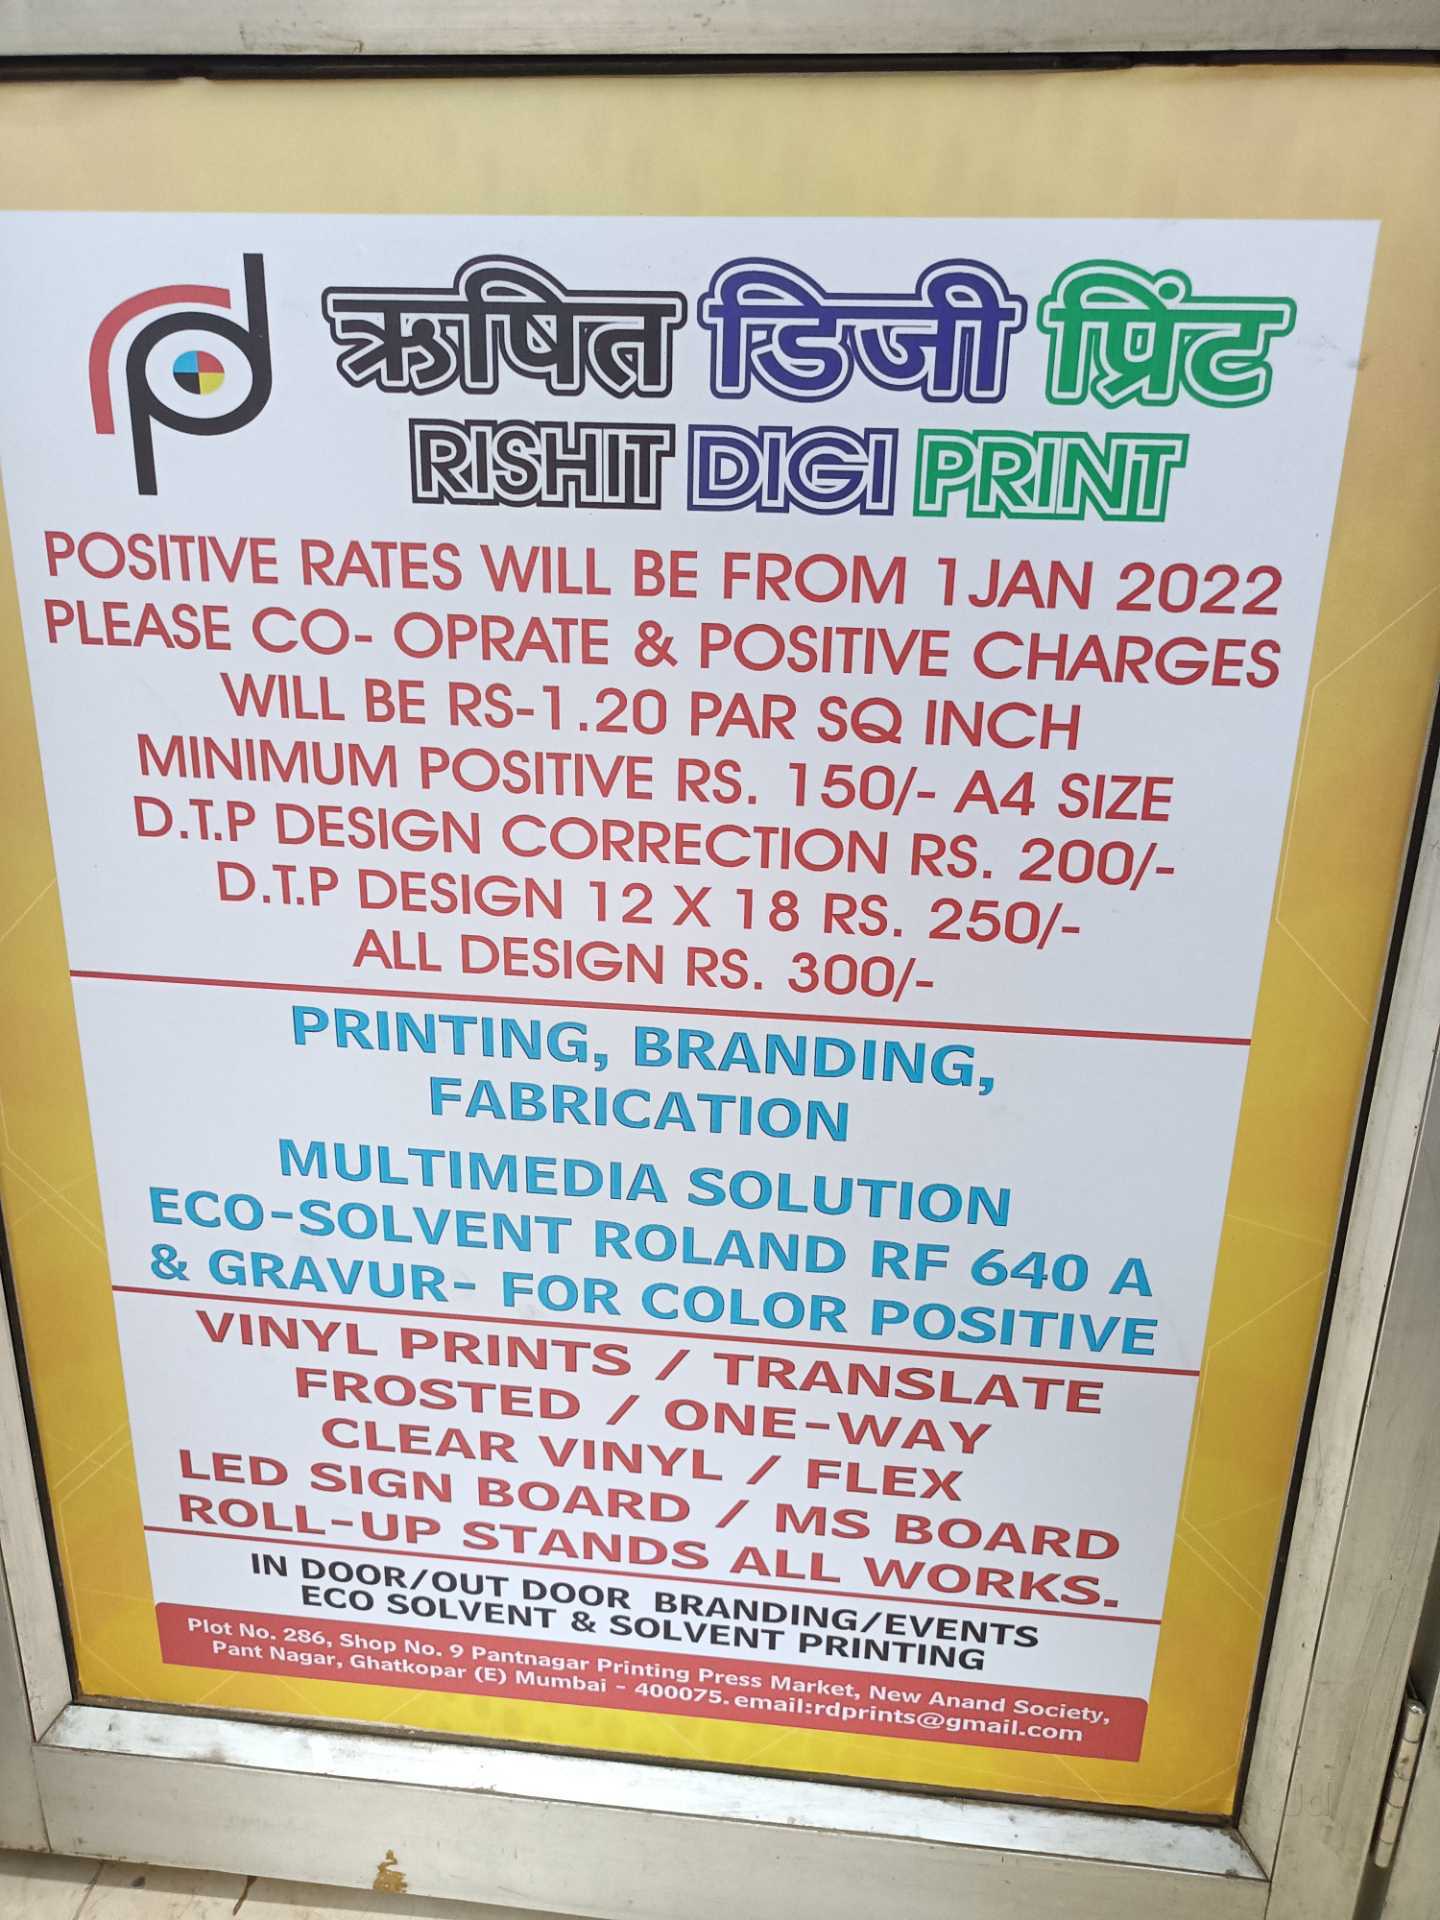 rpd
ऋषित डिजी प्रिंट
RISHIT DIGI PRINT
POSITIVE RATES WILL BE FROM 1JAN 2022
PLEASE CO- OPRATE & POSITIVE CHARGES
WILL BE RS-1.20 PAR SQ INCH
MINIMUM POSITIVE RS. 150/- A4 SIZE
D.T.P DESIGN CORRECTION RS. 200/-
D.T.P DESIGN 12 X 18 RS. 250/-
ALL DESIGN RS. 300/-
PRINTING, BRANDING,
FABRICATION
MULTIMEDIA SOLUTION
ECO-SOLVENT ROLAND RF 640 A
& GRAVUR- FOR COLOR POSITIVE
VINYL PRINTS / TRANSLATE
FROSTED / ONE-WAY
CLEAR VINYL / FLEX
LED SIGN BOARD / MS BOARD
ROLL-UP STANDS ALL WORKS.
IN DOOR/OUT DOOR BRANDING/EVENTS
ECO SOLVENT & SOLVENT PRINTING
Plot No. 286, Shop No. 9 Pantnagar Printing Press Market, New Anand Society,
Pant Nagar, Ghatkopar (E) Mumbai - 400075. email:rdprints@gmail.com